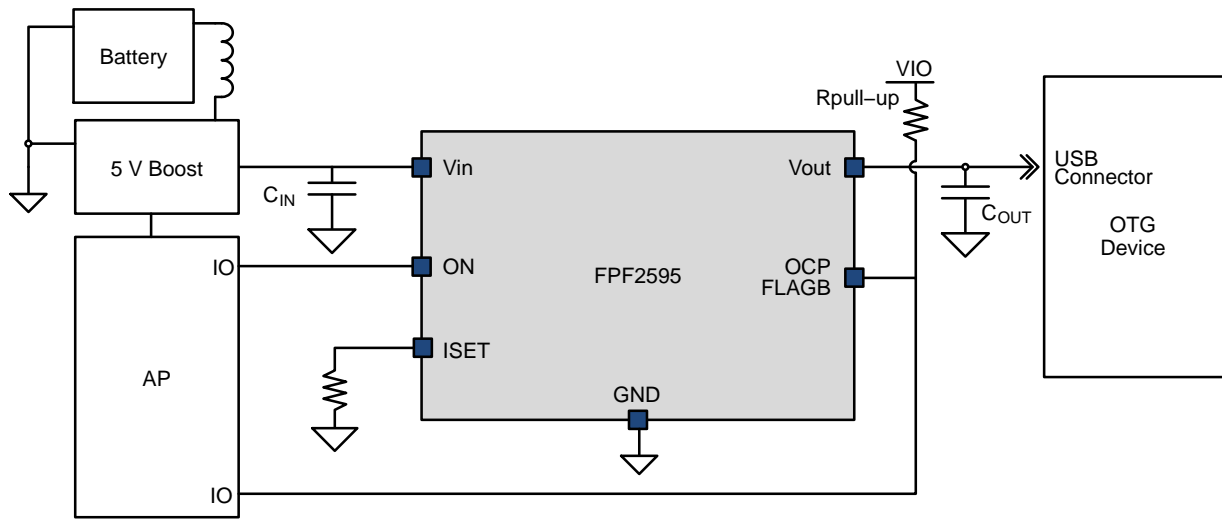 Battery
VIO
Rpull–up
5 V Boost
Vin
Vout
USB
Connector
C_IN
C_OUT
OTG
Device
IO
ON
FPF2595
OCP
FLAGB
ISET
AP
GND
IO